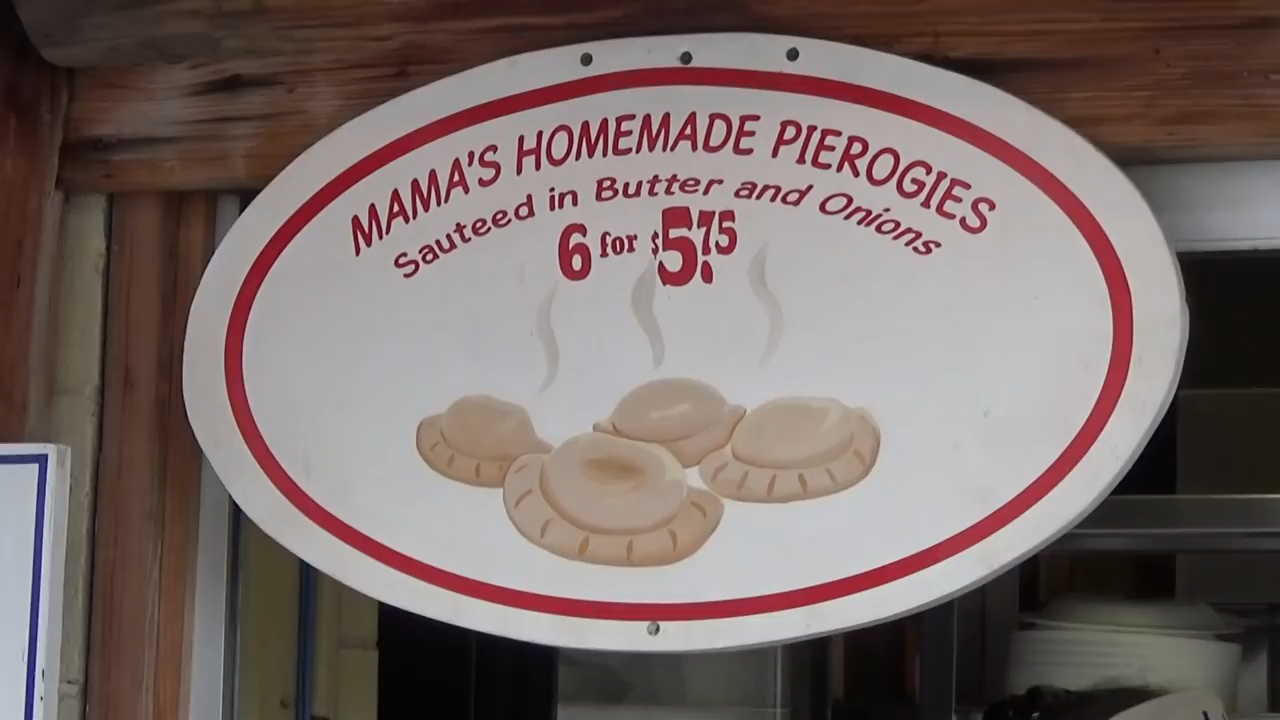 MAMA'S HOMEMADE PIEROGIES
Sauteed in Butter and Onions
6 for $5.75